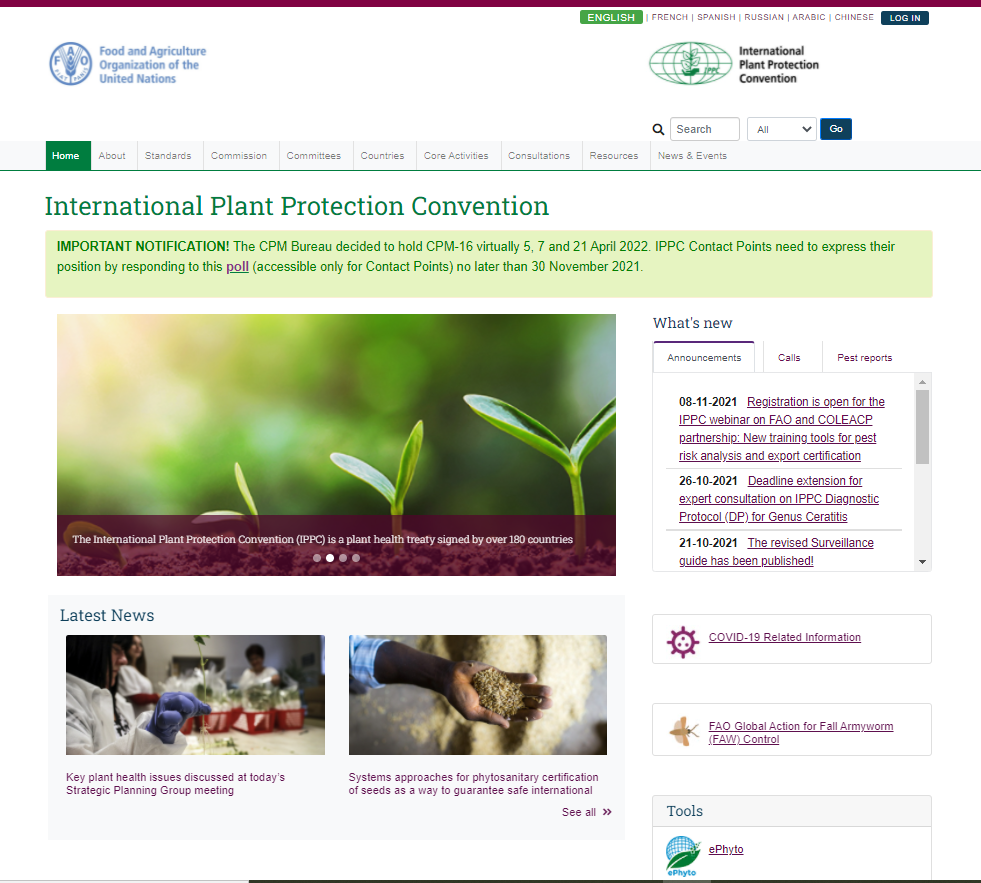 ENGLISH | FRENCH | SPANISH | RUSSIAN | ARABIC | CHINESE LOG IN
FAO
FIAT PANIS
Food and Agriculture
Organization of the
United Nations
IPPC
International
Plant Protection
Convention
Search All Go
Home About Standards Commission Committees Countries Core Activities Consultations Resources News & Events
International Plant Protection Convention
IMPORTANT NOTIFICATION! The CPM Bureau decided to hold CPM-16 virtually 5, 7 and 21 April 2022. IPPC Contact Points need to express their
position by responding to this poll (accessible only for Contact Points) no later than 30 November 2021.
The International Plant Protection Convention (IPPC) is a plant health treaty signed by over 180 countries
What's new
Announcements Calls Pest reports
08-11-2021 Registration is open for the
IPPC webinar on FAO and COLEACP
partnership: New training tools for pest
risk analysis and export certification
26-10-2021 Deadline extension for
expert consultation on IPPC Diagnostic
Protocol (DP) for Genus Ceratitis
21-10-2021 The revised Surveillance
guide has been published!
Latest News
Key plant health issues discussed at today's
Strategic Planning Group meeting
Systems approaches for phytosanitary certification
of seeds as a way to guarantee safe international
See all »
COVID-19 Related Information
FAO Global Action for Fall Armyworm
(FAW) Control
Tools
ePhyto
ePhyto